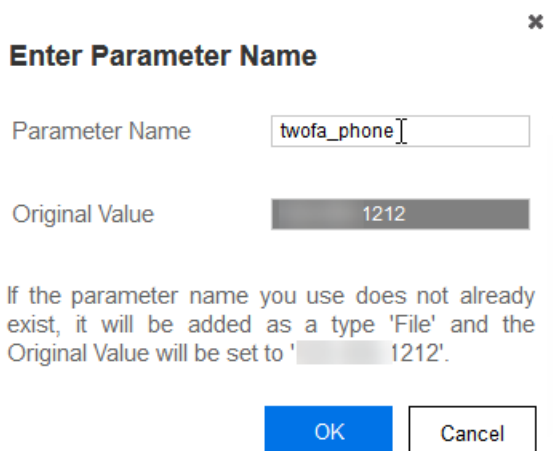 Enter Parameter Name
Parameter Name twofa_phone
Original Value 1212
If the parameter name you use does not already
exist, it will be added as a type 'File' and the
Original Value will be set to ' 1212'.
OK Cancel